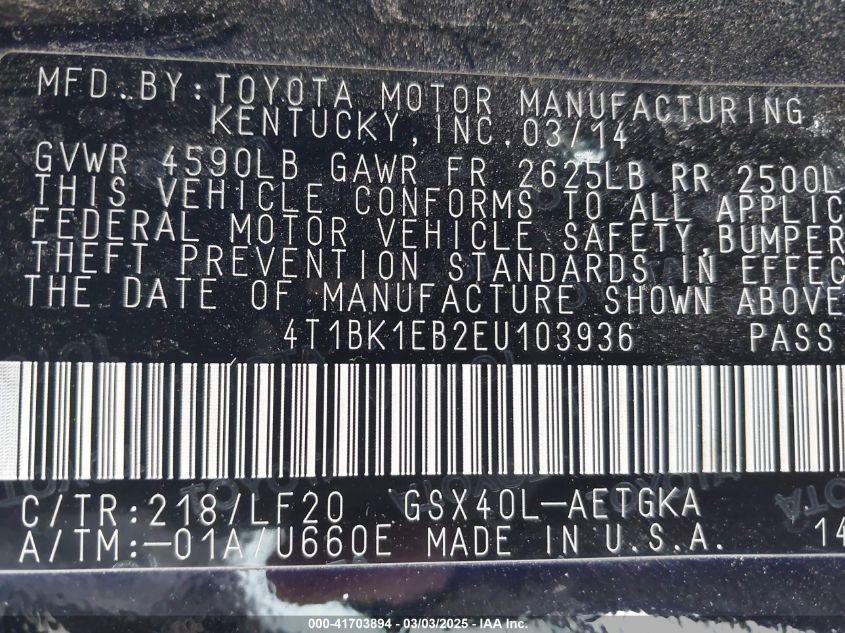 MFD. BY: TOYOTA MOTOR MANUFACTURING
KENTUCKY, INC. 03/14
GVWR 4590LB GAWR FR 2625LB RR 2500L
THIS VEHICLE CONFORMS TO ALL APPLIC
FEDERAL MOTOR VEHICLE SAFETY, BUMPER
THEFT PREVENTION STANDARDS IN EFFEC
THE DATE OF MANUFACTURE SHOWN ABOVE
4T1BK1EB2EU103936 PASS
C/TR: 218/LF20 GSX40L-AETGKA
A/TM: -01A/U660E MADE IN U.S.A. 14
000-41703894 - 03/03/2025 - IAA Inc.